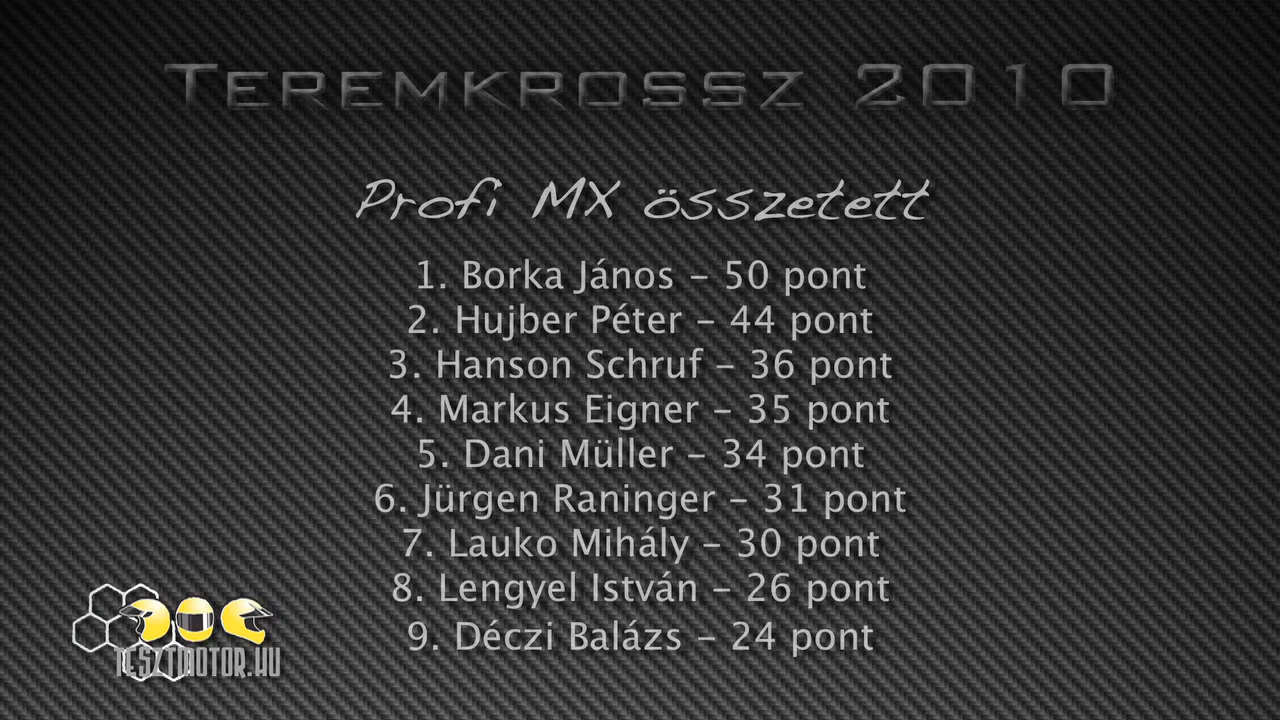 TEREMKROSSZ 2010
Profi MX összetett
1. Borka János - 50 pont
2. Hujber Péter - 44 pont
3. Hanson Schruf - 36 pont
4. Markus Eigner - 35 pont
5. Dani Müller - 34 pont
6. Jürgen Raninger - 31 pont
7. Lauko Mihály - 30 pont
8. Lengyel István - 26 pont
9. Déczi Balázs - 24 pont
TESZTMOTOR.HU